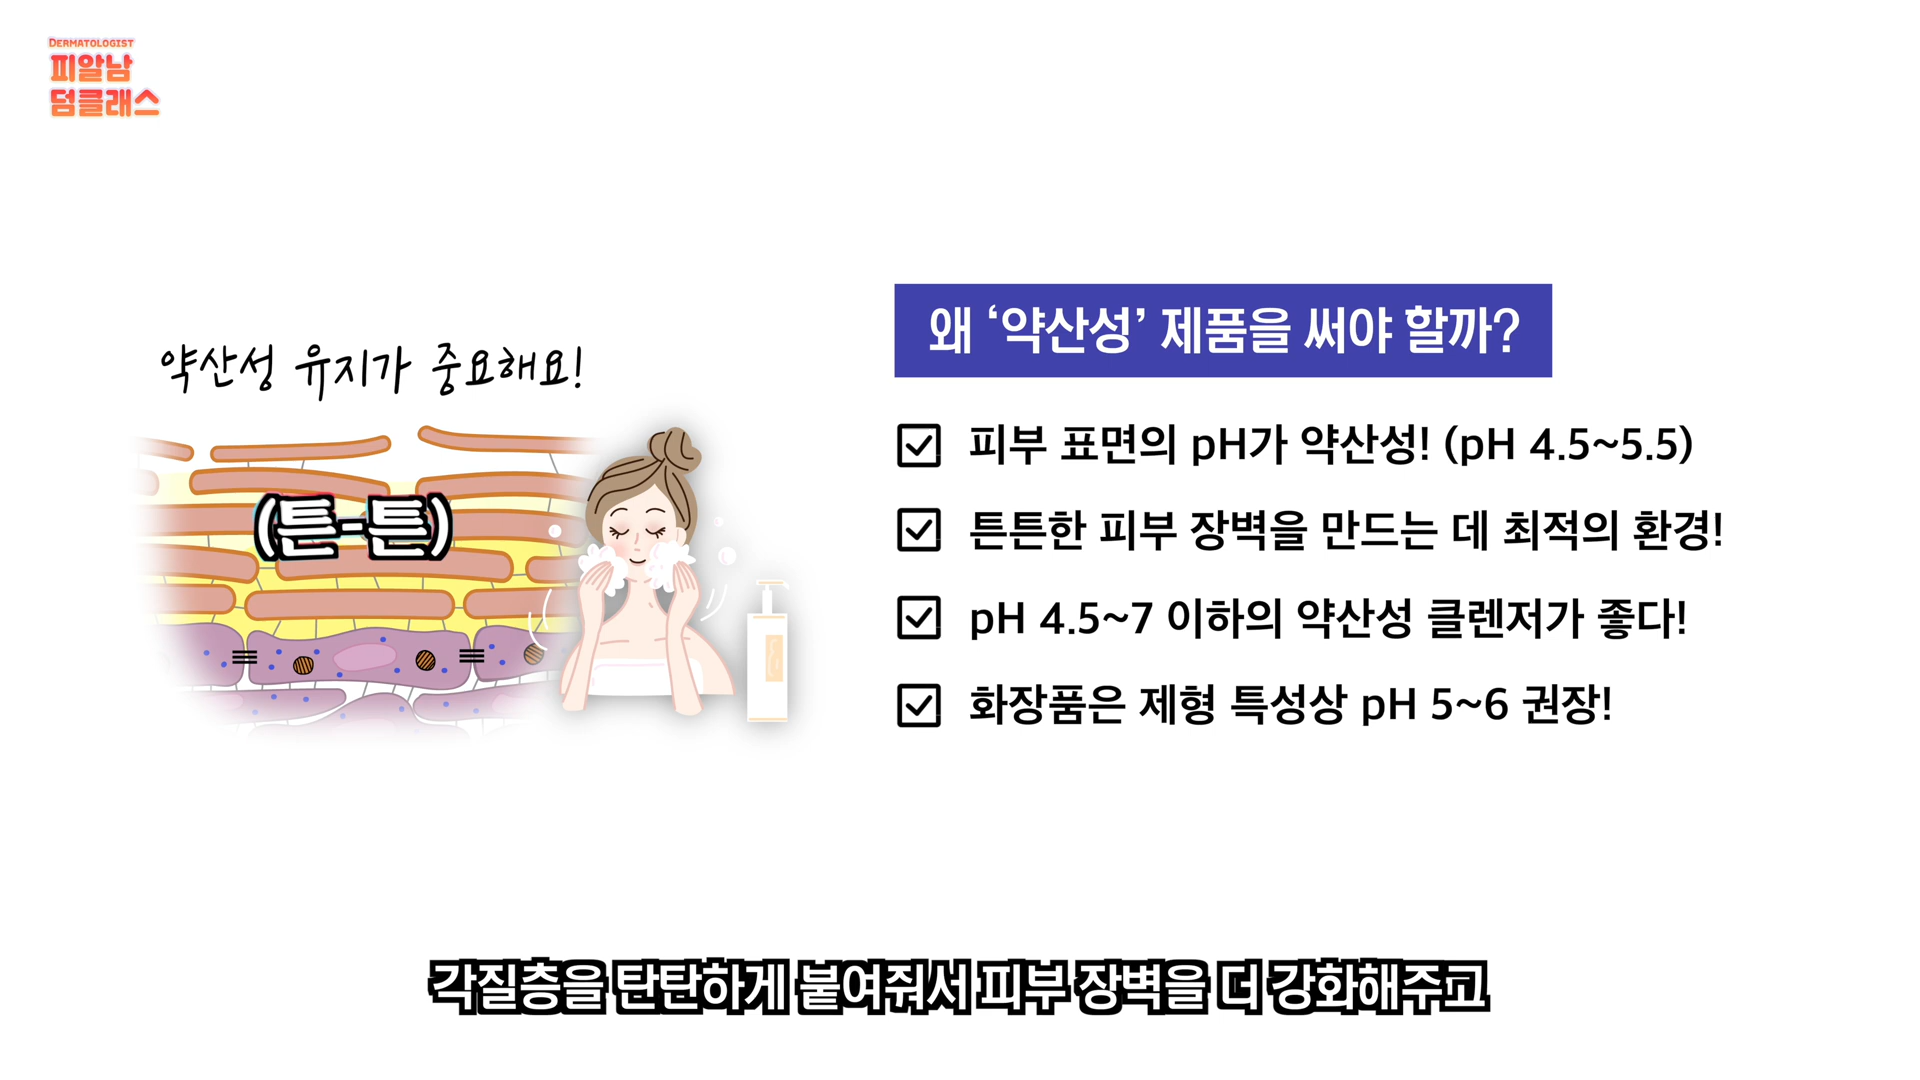 DERMATOLOGIST
피알남
덤클래스
약산성 유지가 중요해요!
(튼-튼)
왜 ‘약산성’ 제품을 써야 할까?
피부 표면의 pH가 약산성! (pH 4.5~5.5)
튼튼한 피부 장벽을 만드는 데 최적의 환경!
pH 4.5~7 이하의 약산성 클렌저가 좋다!
화장품은 제형 특성상 pH 5~6 권장!
각질층을 탄탄하게 붙여줘서 피부 장벽을 더 강화해주고